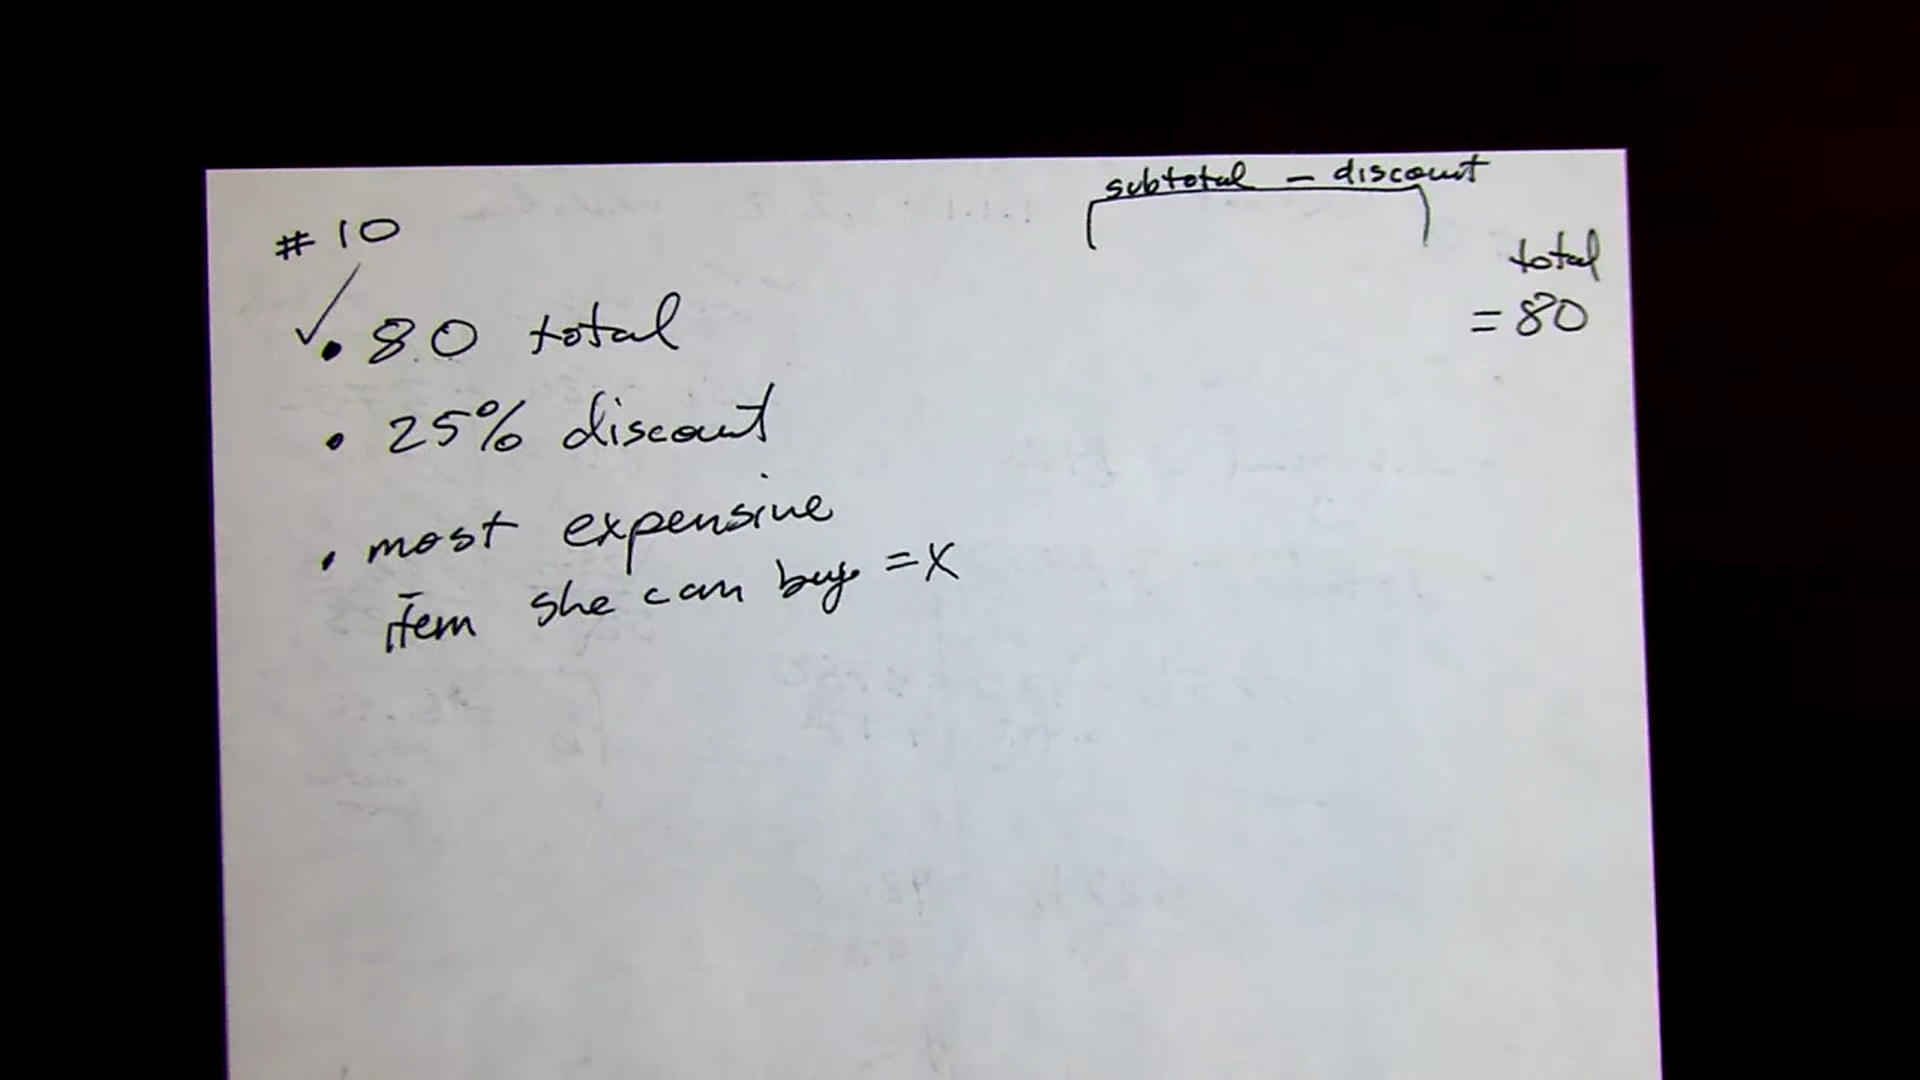 subtotal - discount
# 10
total
= 80
✓ • 80 total
• 25% discount
• most expensive
item she can buy = x